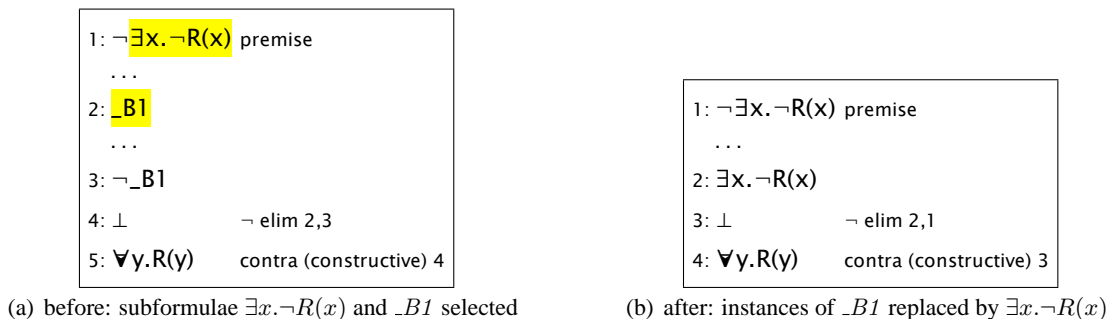 1: ¬∃x.¬R(x) premise
. . .
2: _B1
. . .
3: ¬_B1
4: ⊥ ¬ elim 2,3
5: ∀y.R(y) contra (constructive) 4
(a) before: subformulae ∃x.¬R(x) and _B1 selected
1: ¬∃x.¬R(x) premise
. . .
2: ∃x.¬R(x)
3: ⊥ ¬ elim 2,1
4: ∀y.R(y) contra (constructive) 3
(b) after: instances of _B1 replaced by ∃x.¬R(x)